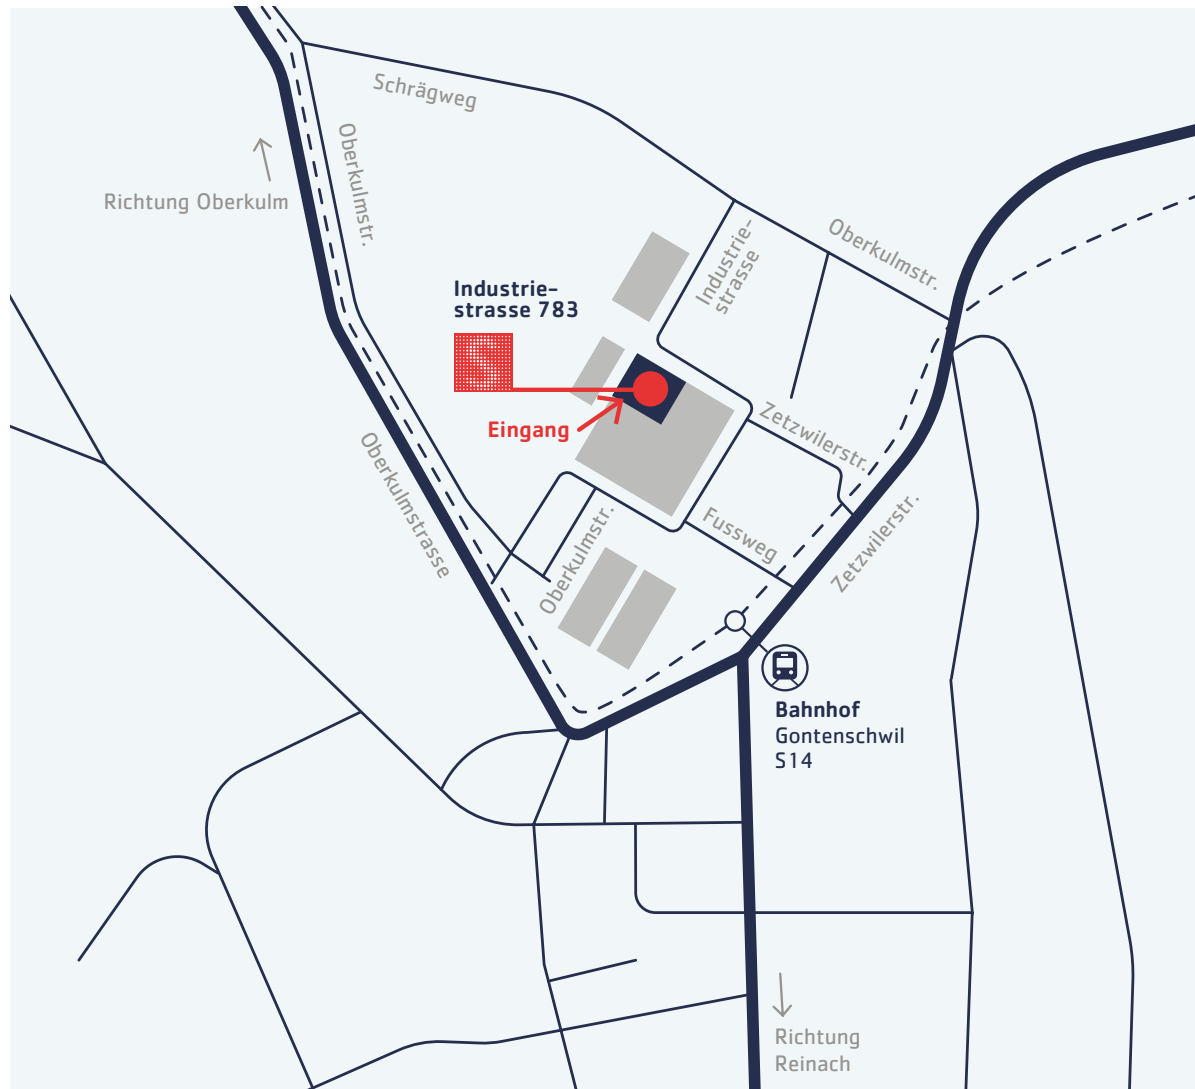 Schrägweg
Oberkulmstr.
Richtung Oberkulm
Industrie-
strasse
Oberkulmstr.
Industrie-
strasse 783
S
Eingang
Zetzwilerstr.
Oberkulmstrasse
Oberkulmstr.
Fussweg
Zetzwilerstr.
Bahnhof
Gontenschwil
S14
Richtung
Reinach